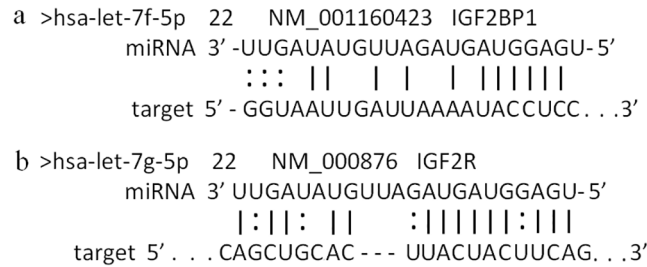 a >hsa-let-7f-5p 22 NM_001160423 IGF2BP1
miRNA 3' -UUGAUAUGUUAGAUGAUGGAGU-5'
::: || | | | ||||||
target 5' - GGUAAUUGAUUAAAAUACCUCC. . .3'
b >hsa-let-7g-5p 22 NM_000876 IGF2R
miRNA 3' UUGAUAUGUUAGAUGAUGGAGU-5'
|:||: || :||||||:|||
target 5' . . . CAGCUGCAC--- UUACUACUUCAG. . .3'